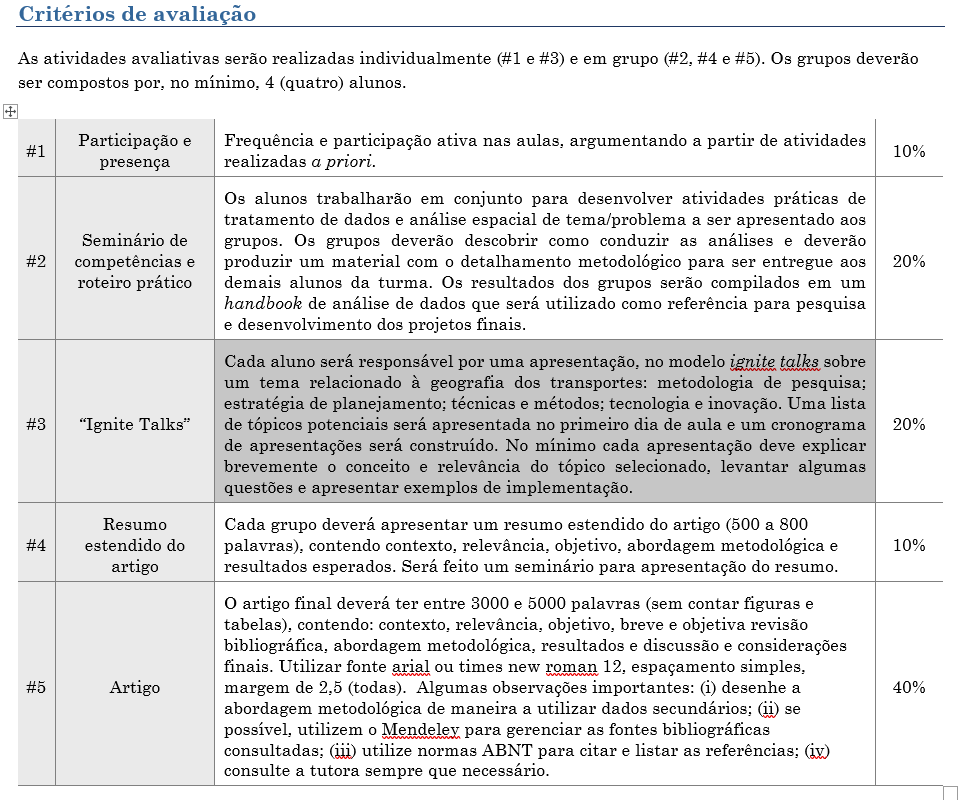 Critérios de avaliação
As atividades avaliativas serão realizadas individualmente (#1 e #3) e em grupo (#2, #4 e #5). Os grupos deverão
ser compostos por, no mínimo, 4 (quatro) alunos.
#1
Participação e
presença
Frequência e participação ativa nas aulas, argumentando a partir de atividades
realizadas a priori.
10%
#2
Seminário de
competências e
roteiro prático
Os alunos trabalharão em conjunto para desenvolver atividades práticas de
tratamento de dados e análise espacial de tema/problema a ser apresentado aos
grupos. Os grupos deverão descobrir como conduzir as análises e deverão
produzir um material com o detalhamento metodológico para ser entregue aos
demais alunos da turma. Os resultados dos grupos serão compilados em um
handbook de análise de dados que será utilizado como referência para pesquisa
e desenvolvimento dos projetos finais.
20%
#3
“Ignite Talks”
Cada aluno será responsável por uma apresentação, no modelo ignite talks sobre
um tema relacionado à geografia dos transportes: metodologia de pesquisa;
estratégia de planejamento; técnicas e métodos; tecnologia e inovação. Uma lista
de tópicos potenciais será apresentada no primeiro dia de aula e um cronograma
de apresentações será construído. No mínimo cada apresentação deve explicar
brevemente o conceito e relevância do tópico selecionado, levantar algumas
questões e apresentar exemplos de implementação.
20%
#4
Resumo
estendido do
artigo
Cada grupo deverá apresentar um resumo estendido do artigo (500 a 800
palavras), contendo contexto, relevância, objetivo, abordagem metodológica e
resultados esperados. Será feito um seminário para apresentação do resumo.
10%
#5
Artigo
O artigo final deverá ter entre 3000 e 5000 palavras (sem contar figuras e
tabelas), contendo: contexto, relevância, objetivo, breve e objetiva revisão
bibliográfica, abordagem metodológica, resultados e discussão e considerações
finais. Utilizar fonte arial ou times new roman 12, espaçamento simples,
margem de 2,5 (todas).  Algumas observações importantes: (i) desenhe a
abordagem metodológica de maneira a utilizar dados secundários; (ii) se
possível, utilizem o Mendeley para gerenciar as fontes bibliográficas
consultadas; (iii) utilize normas ABNT para citar e listar as referências; (iv)
consulte a tutora sempre que necessário.
40%